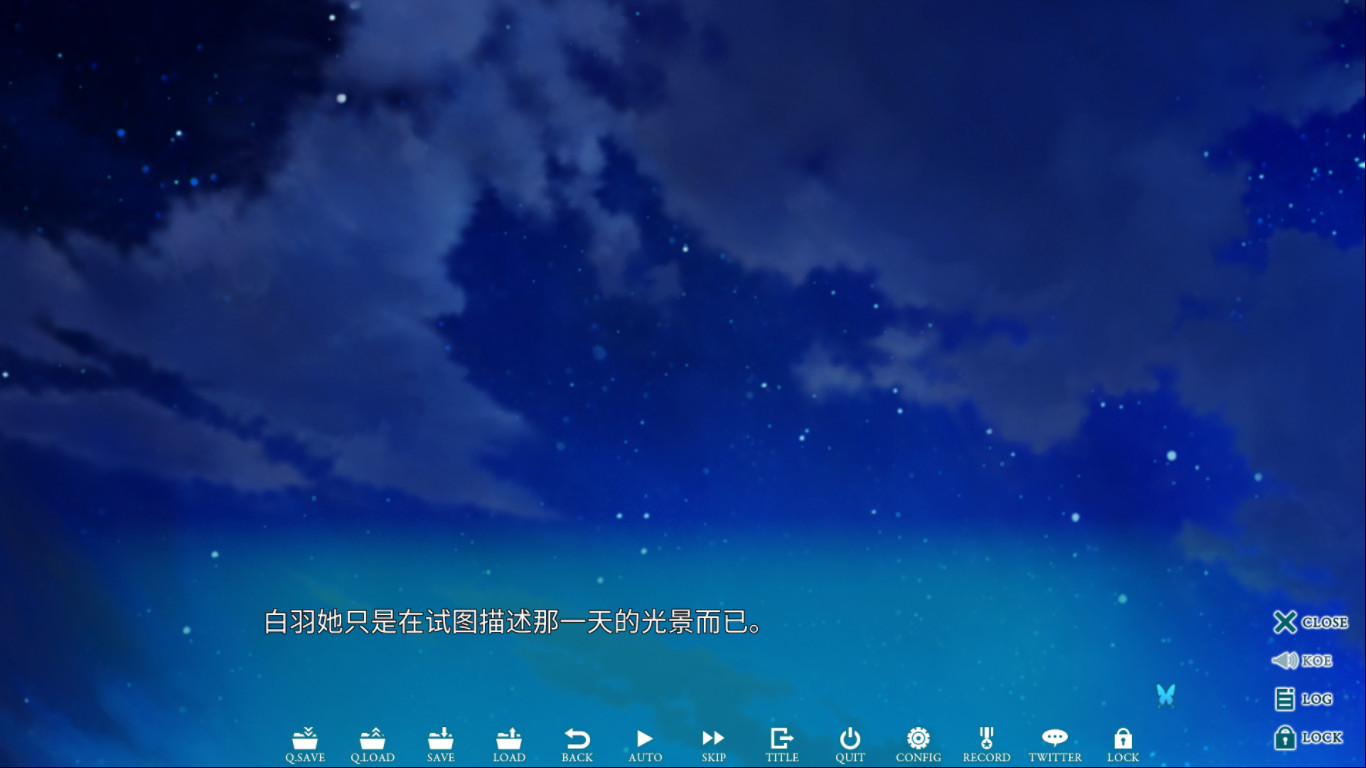 白羽她只是在试图描述那一天的光景而已。
CLOSE
KOE
LOG
LOCK
Q.SAVE Q.LOAD SAVE LOAD BACK AUTO SKIP TITLE QUIT CONFIG RECORD TWITTER LOCK